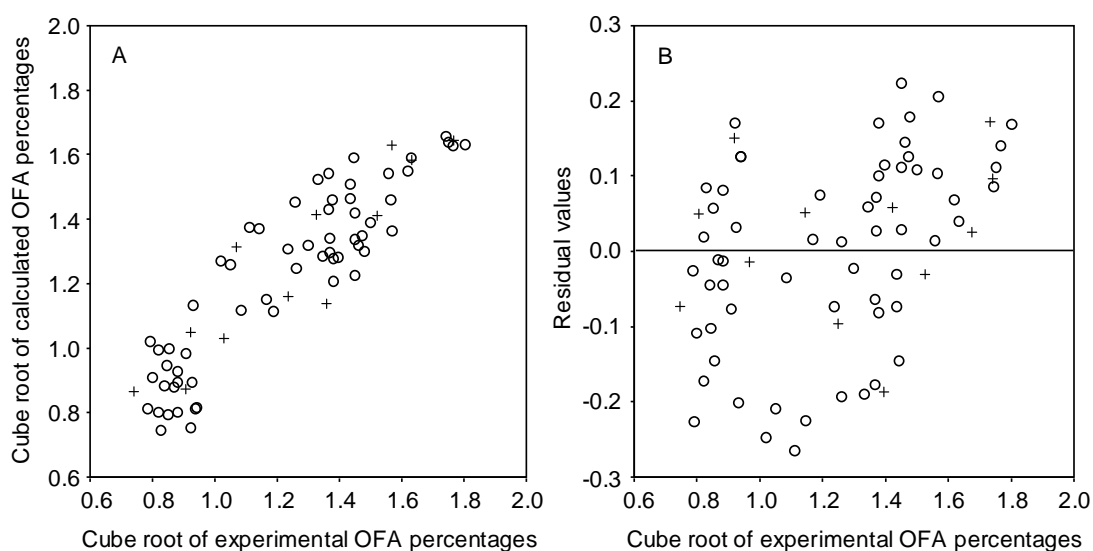 A
2.0
1.8
1.6
1.4
1.2
1.0
0.8
0.6
0.6 0.8 1.0 1.2 1.4 1.6 1.8 2.0
Cube root of calculated OFA percentages
Cube root of experimental OFA percentages
B
0.3
0.2
0.1
0.0
-0.1
-0.2
-0.3
0.6 0.8 1.0 1.2 1.4 1.6 1.8 2.0
Residual values
Cube root of experimental OFA percentages